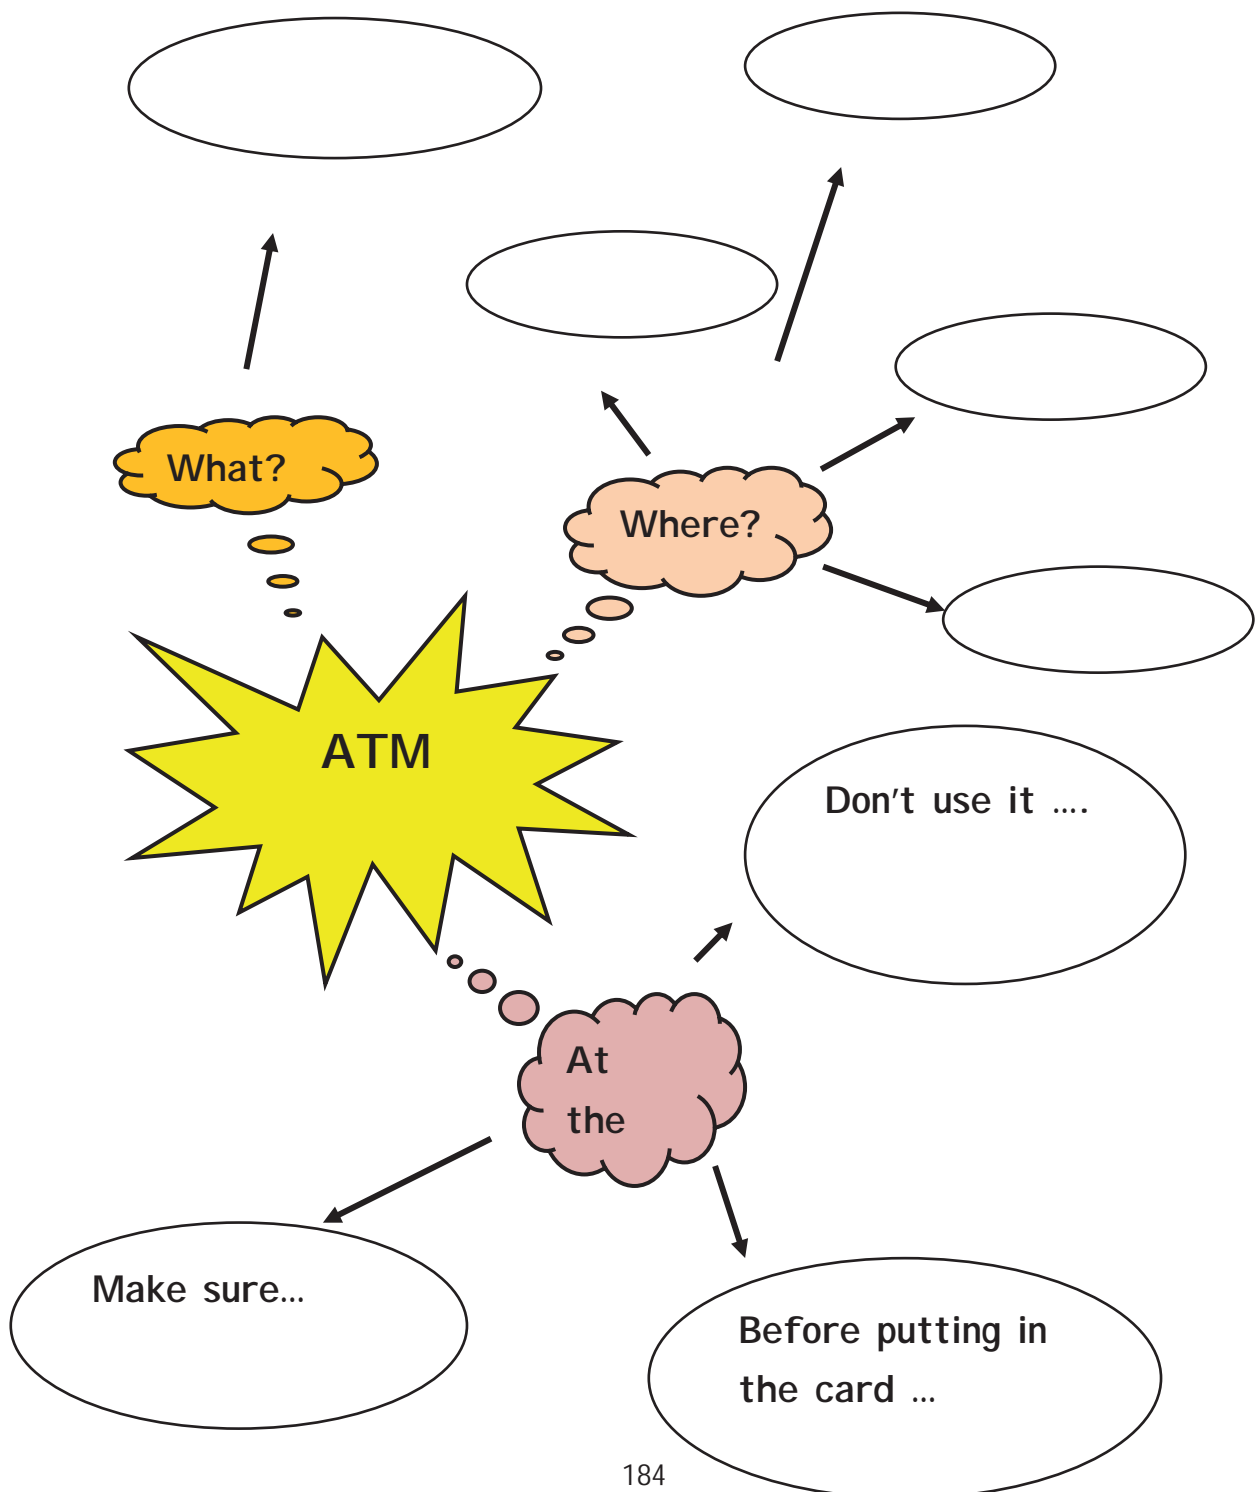 What?
Where?
ATM
Don't use it ....
At
the
Make sure...
Before putting in
the card ...
184